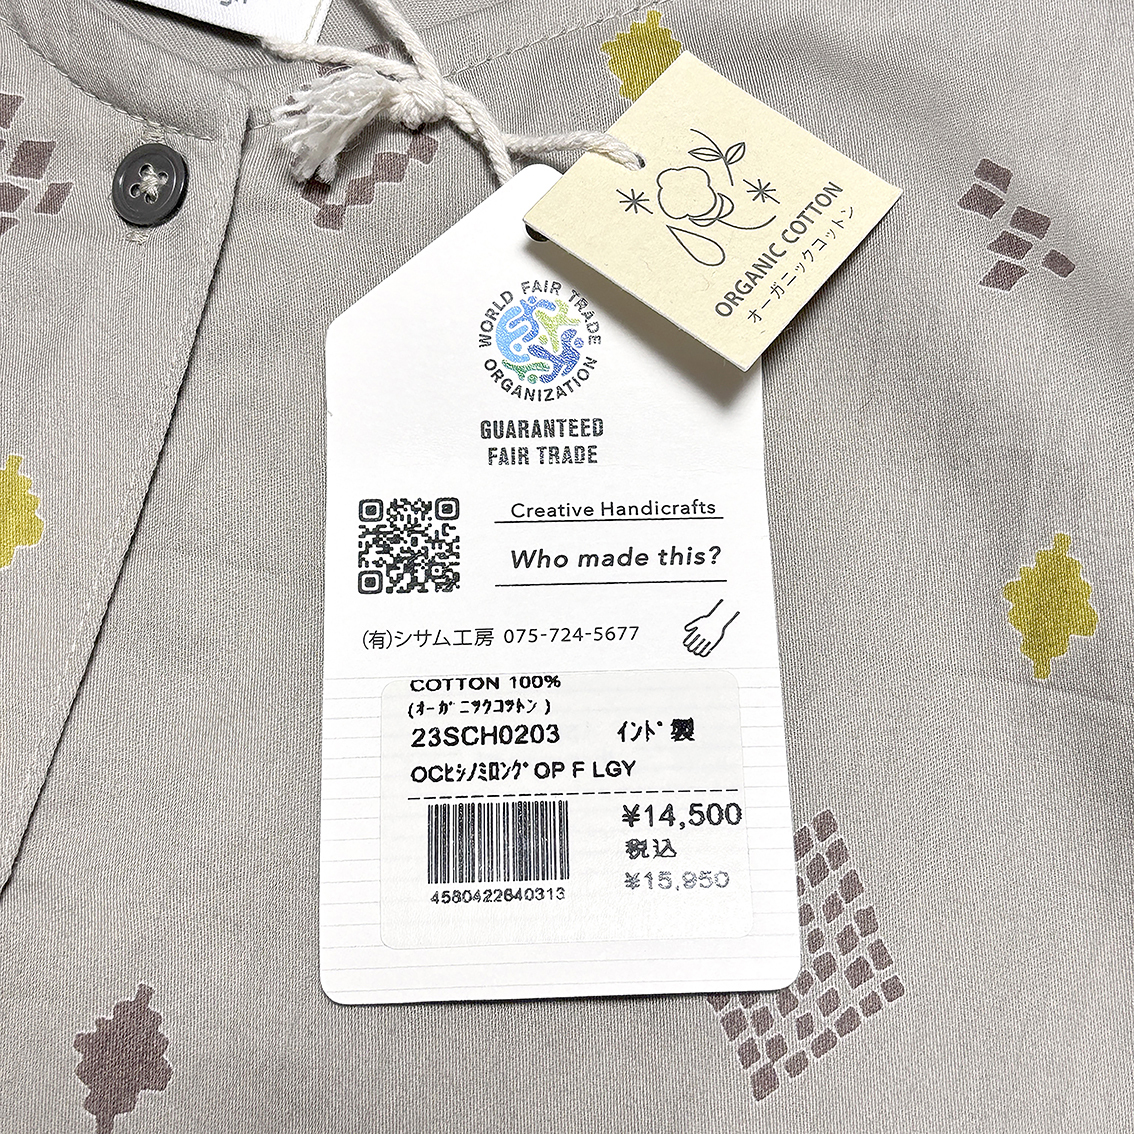 ORGANIC COTTON
オーガニックコットン
WORLD FAIR TRADE
ORGANIZATION
GUARANTEED
FAIR TRADE
Creative Handicrafts
Who made this?
(有)シサム工房 075-724-5677
COTTON 100%
(ｵｰｶﾞﾆｯｸｺｯﾄﾝ )
23SCH0203 ｲﾝﾄﾞ製
OCﾋｼﾉﾐﾛﾝｸﾞOP F LGY
¥14,500
税込
¥15,950
4580422640313